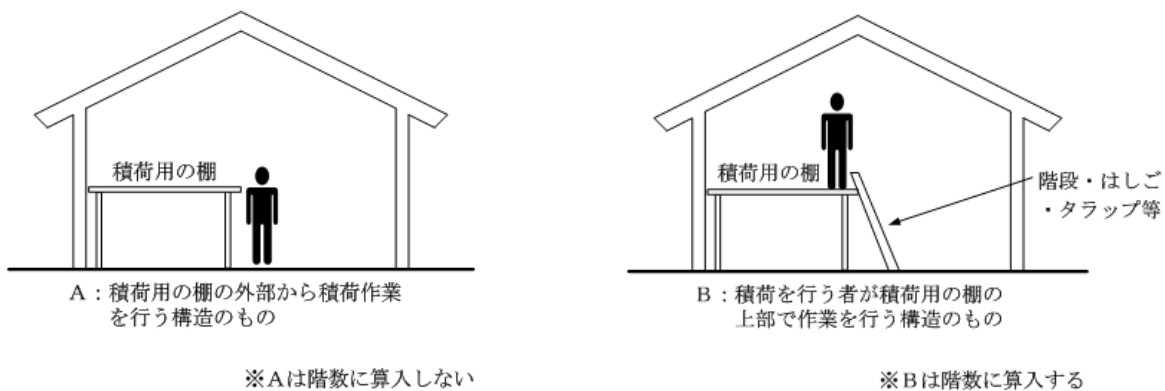 積荷用の棚
A：積荷用の棚の外部から積荷作業
を行う構造のもの
※Aは階数に算入しない
積荷用の棚
階段・はしご
・タラップ等
B：積荷を行う者が積荷用の棚の
上部で作業を行う構造のもの
※Bは階数に算入する